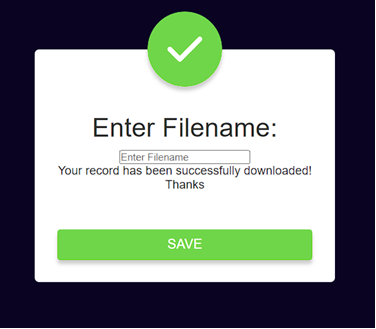 Enter Filename:
Enter Filename
Your record has been successfully downloaded!
Thanks
SAVE